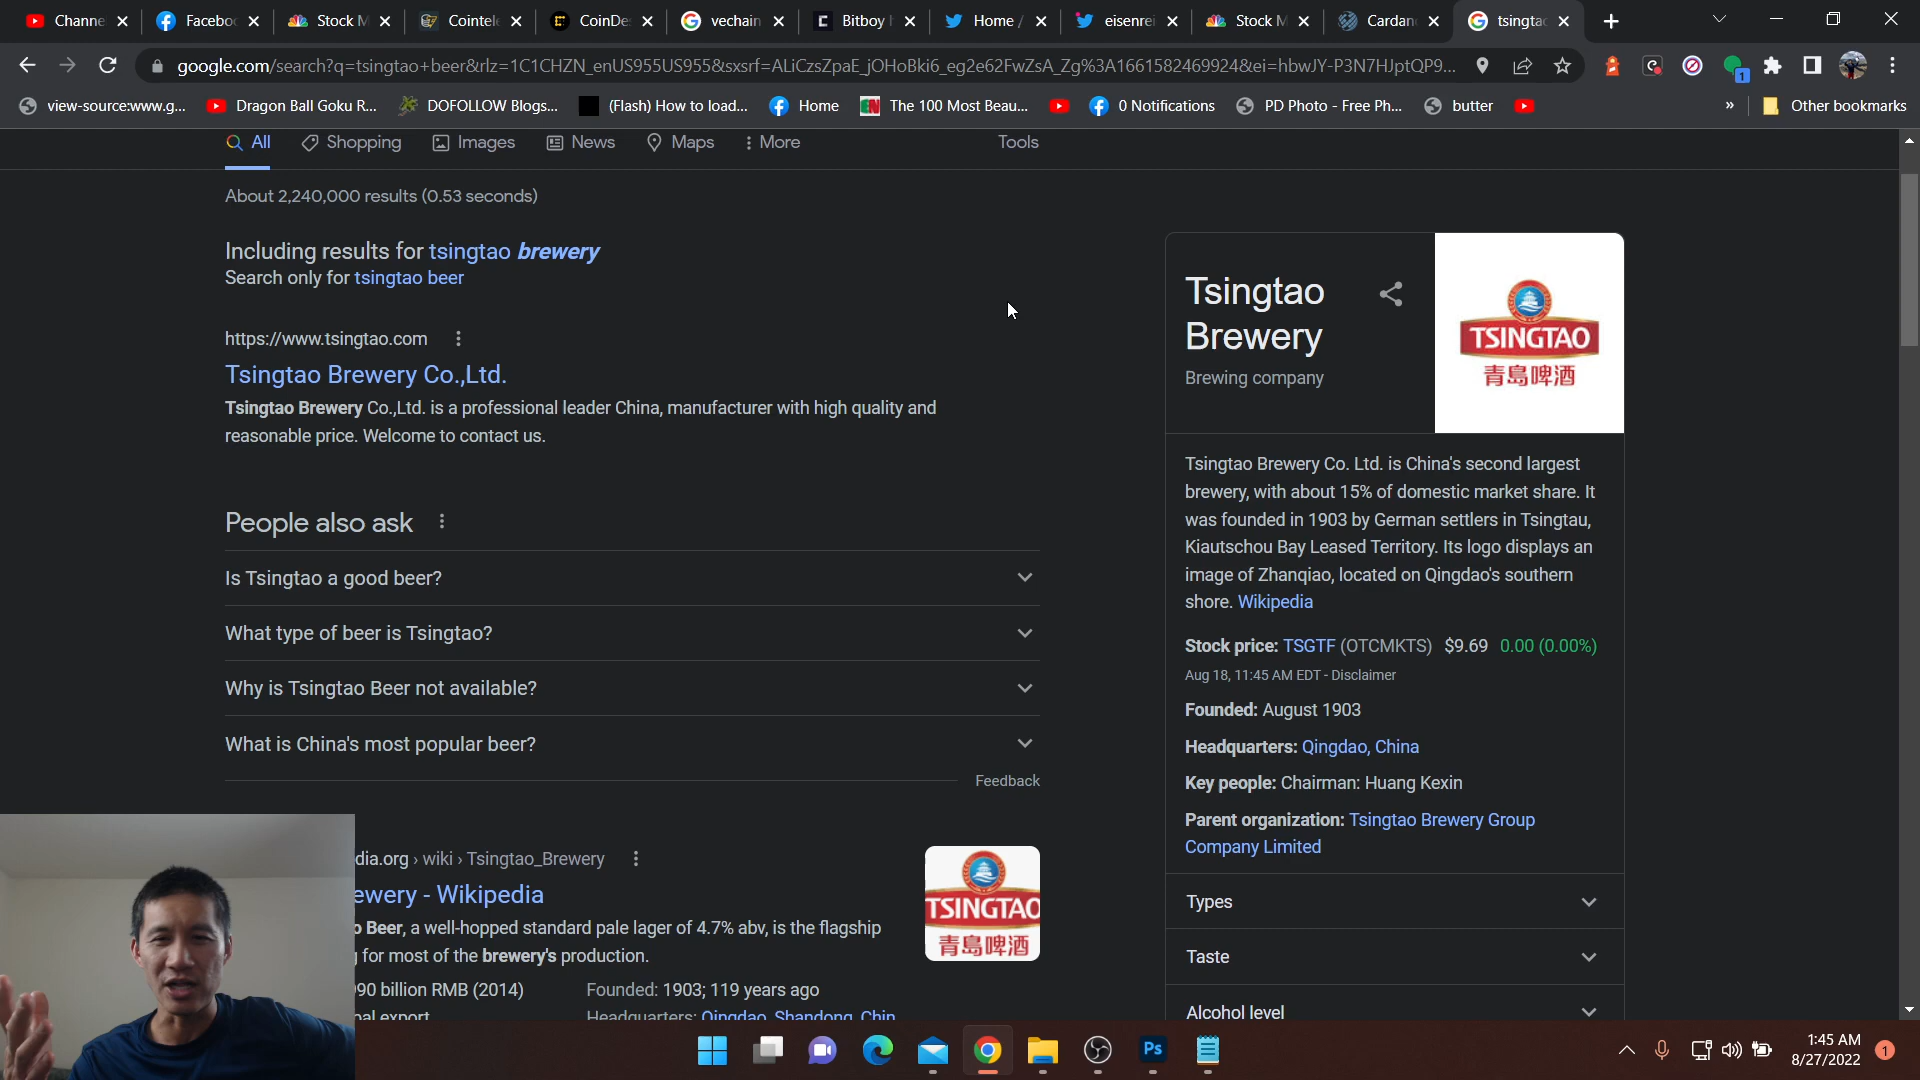 Channe
Faceboo
Stock M
Cointele
CoinDes
vechain
Bitboy h
Home /
eisenrei
Stock M
Cardan
tsingtao
google.com/search?q=tsingtao+beer&rlz=1C1CHZN_enUS955US955&sxsrf=ALiCzsZpaE_jOHoBki6_eg2e62FwZsA_Zg%3A1661582469924&ei=hbwJY-P3N7HJptQP9...
view-source:www.g...
Dragon Ball Goku R...
DOFOLLOW Blogs...
(Flash) How to load...
Home
The 100 Most Beau...
0 Notifications
PD Photo - Free Ph...
butter
»
Other bookmarks
All
Shopping
Images
News
Maps
More
Tools
About 2,240,000 results (0.53 seconds)
Including results for tsingtao brewery
Search only for tsingtao beer
https://www.tsingtao.com
Tsingtao Brewery Co.,Ltd.
Tsingtao Brewery Co.,Ltd. is a professional leader China, manufacturer with high quality and
reasonable price. Welcome to contact us.
People also ask
Is Tsingtao a good beer?
What type of beer is Tsingtao?
Why is Tsingtao Beer not available?
What is China's most popular beer?
Feedback
dia.org › wiki › Tsingtao_Brewery
ewery - Wikipedia
o Beer, a well-hopped standard pale lager of 4.7% abv, is the flagship
for most of the brewery's production.
90 billion RMB (2014)
Founded: 1903; 119 years ago
pal export
Headquarters: Qingdao, Shandong, Chin
TSINGTAO
青島啤酒
Tsingtao
Brewery
Brewing company
TSINGTAO
青島啤酒
Tsingtao Brewery Co. Ltd. is China's second largest
brewery, with about 15% of domestic market share. It
was founded in 1903 by German settlers in Tsingtau,
Kiautschou Bay Leased Territory. Its logo displays an
image of Zhanqiao, located on Qingdao's southern
shore. Wikipedia
Stock price: TSGTF (OTCMKTS) $9.69 0.00 (0.00%)
Aug 18, 11:45 AM EDT - Disclaimer
Founded: August 1903
Headquarters: Qingdao, China
Key people: Chairman: Huang Kexin
Parent organization: Tsingtao Brewery Group
Company Limited
Types
Taste
Alcohol level
Ps
1:45 AM
8/27/2022
1